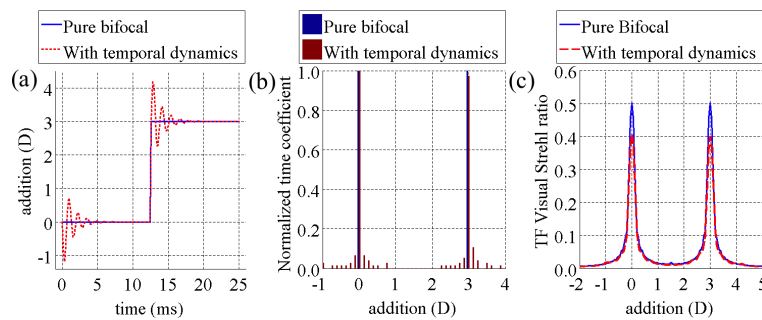 Pure bifocal
With temporal dynamics
(a)
addition (D)
4
3
2
1
0
-1
0 5 10 15 20 25
time (ms)
Pure bifocal
With temporal dynamics
(b)
Normalized time coefficient
1.0
0.8
0.6
0.4
0.2
0.0
-1 0 1 2 3 4
addition (D)
Pure Bifocal
With temporal dynamics
(c)
TF Visual Strehl ratio
0.6
0.5
0.4
0.3
0.2
0.1
0.0
-2 -1 0 1 2 3 4 5
addition (D)